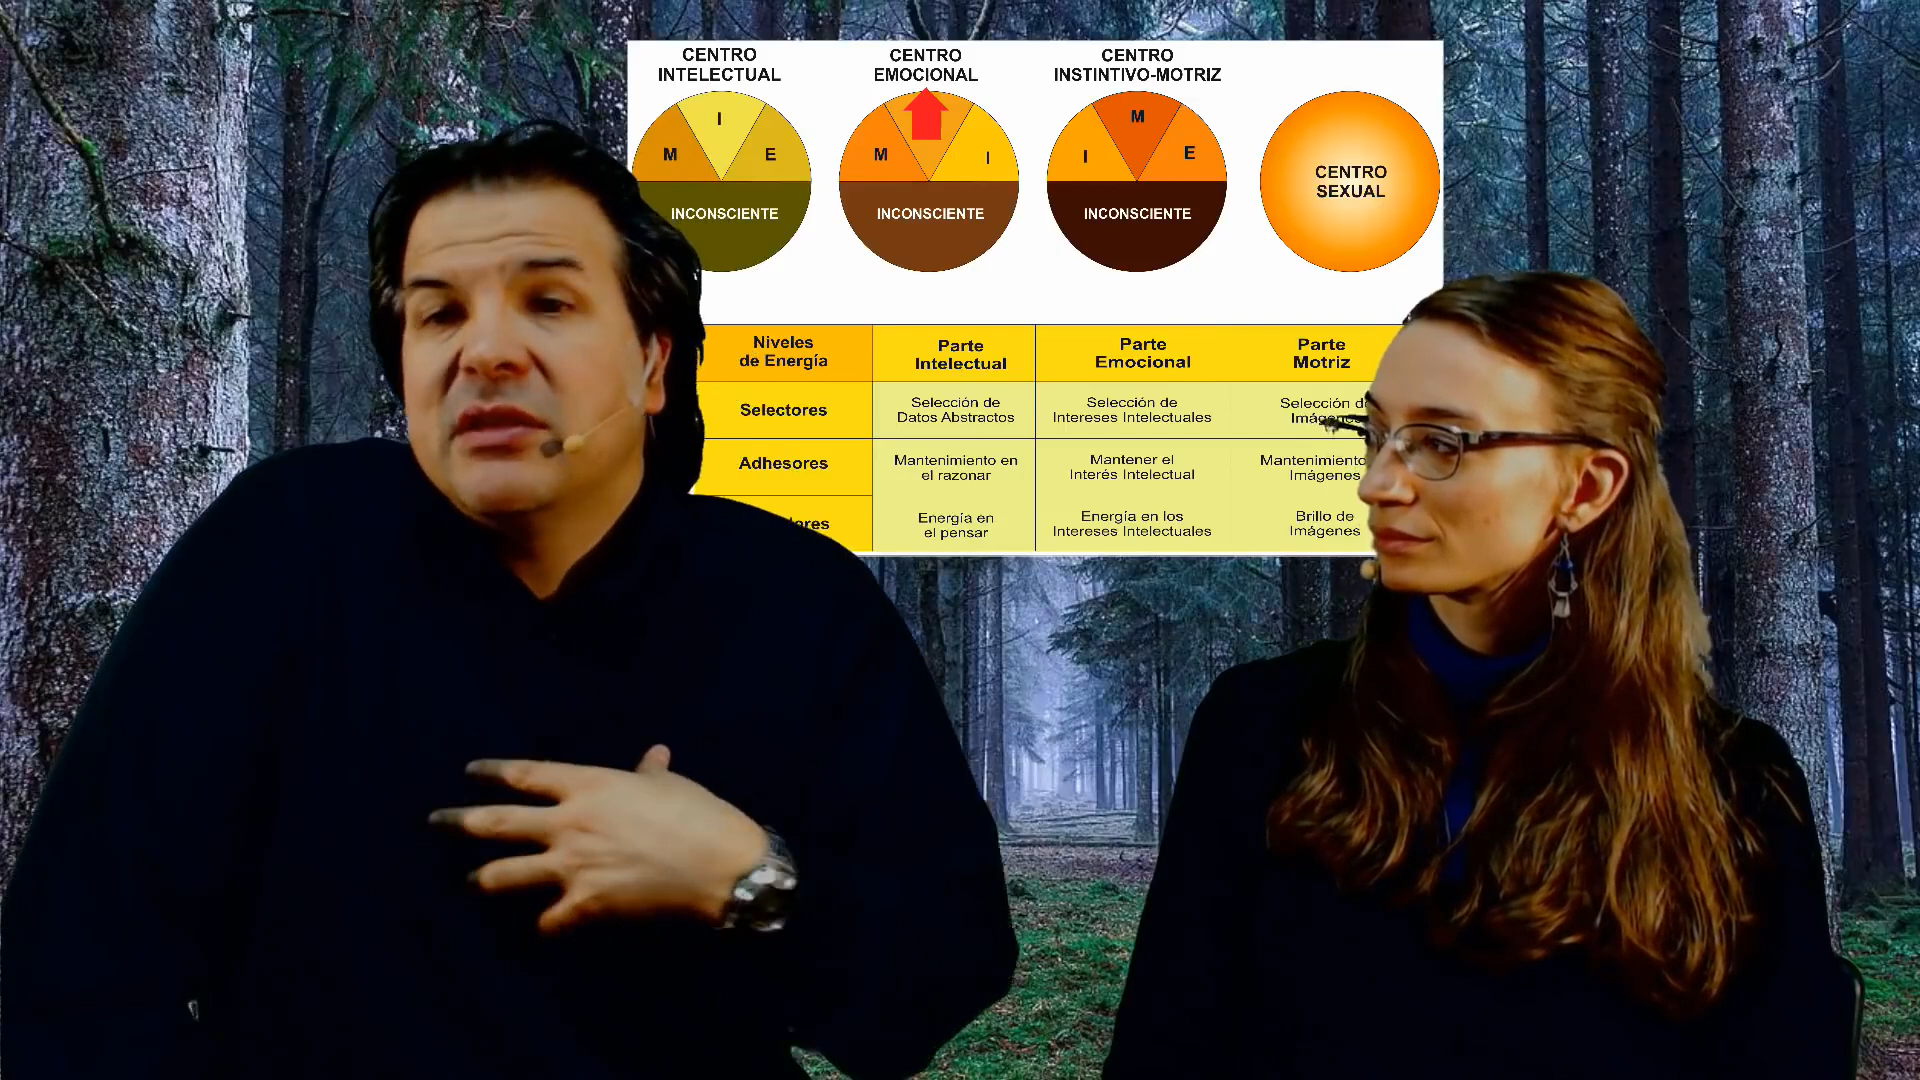 CENTRO
INTELECTUAL
CENTRO
EMOCIONAL
CENTRO
INSTINTIVO-MOTRIZ
M
I
E
INCONSCIENTE
M
I
INCONSCIENTE
I
M
E
INCONSCIENTE
CENTRO
SEXUAL
Niveles
de Energía
Parte
Intelectual
Parte
Emocional
Parte
Motriz
Selectores
Selección de
Datos Abstractos
Selección de
Intereses Intelectuales
Selección
Adhesores
Mantenimiento en
el razonar
Mantener el
Interés Intelectual
Mantenimiento
Imágenes
Energía en
el pensar
Energía en los
Intereses Intelectuales
Brillo de
Imágenes